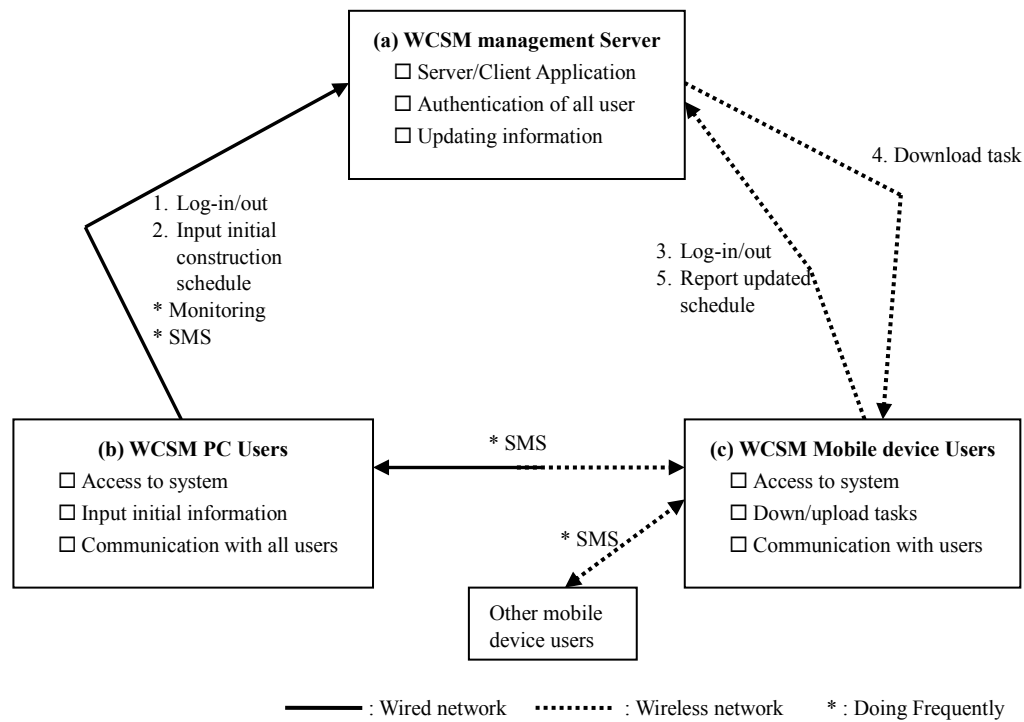 (a) WCSM management Server
☐ Server/Client Application
☐ Authentication of all user
☐ Updating information
4. Download task
1. Log-in/out
2. Input initial
construction
schedule
* Monitoring
* SMS
3. Log-in/out
5. Report updated
schedule
(b) WCSM PC Users
☐ Access to system
☐ Input initial information
☐ Communication with all users
* SMS
(c) WCSM Mobile device Users
☐ Access to system
☐ Down/upload tasks
☐ Communication with users
* SMS
Other mobile
device users
: Wired network : Wireless network * : Doing Frequently